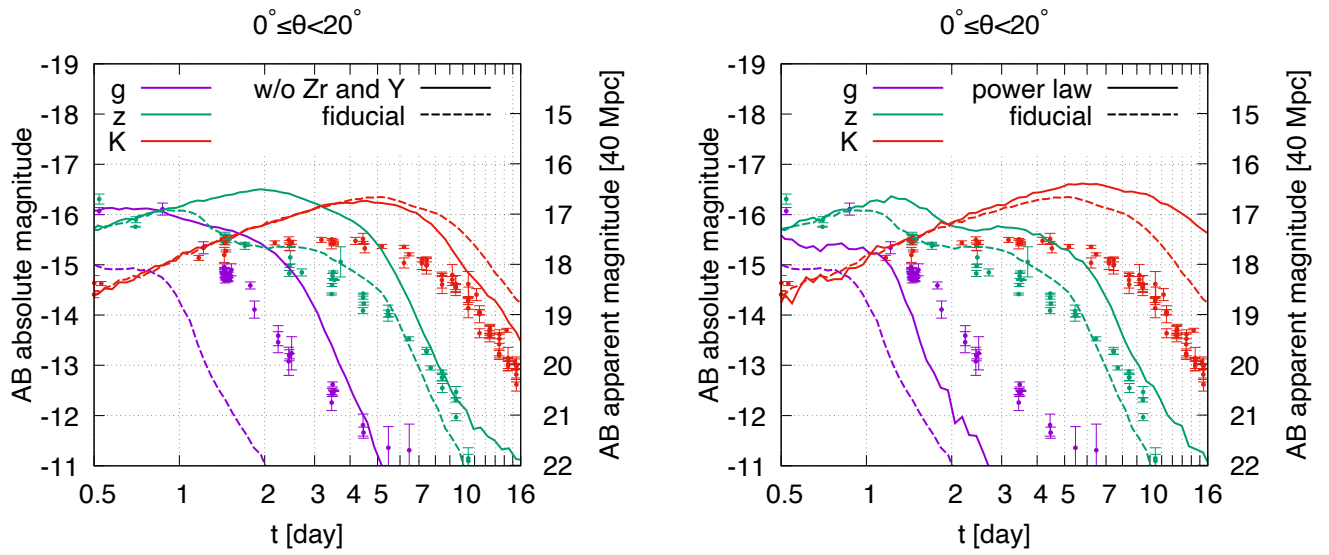 0°≤θ<20°
g
z
K
w/o Zr and Y
fiducial
-19
-18
-17
-16
-15
-14
-13
-12
-11
AB absolute magnitude
15
16
17
18
19
20
21
22
AB apparent magnitude [40 Mpc]
0.5 1 2 3 4 5 7 10 16
t [day]
0°≤θ<20°
g
z
K
power law
fiducial
-19
-18
-17
-16
-15
-14
-13
-12
-11
AB absolute magnitude
15
16
17
18
19
20
21
22
AB apparent magnitude [40 Mpc]
0.5 1 2 3 4 5 7 10 16
t [day]